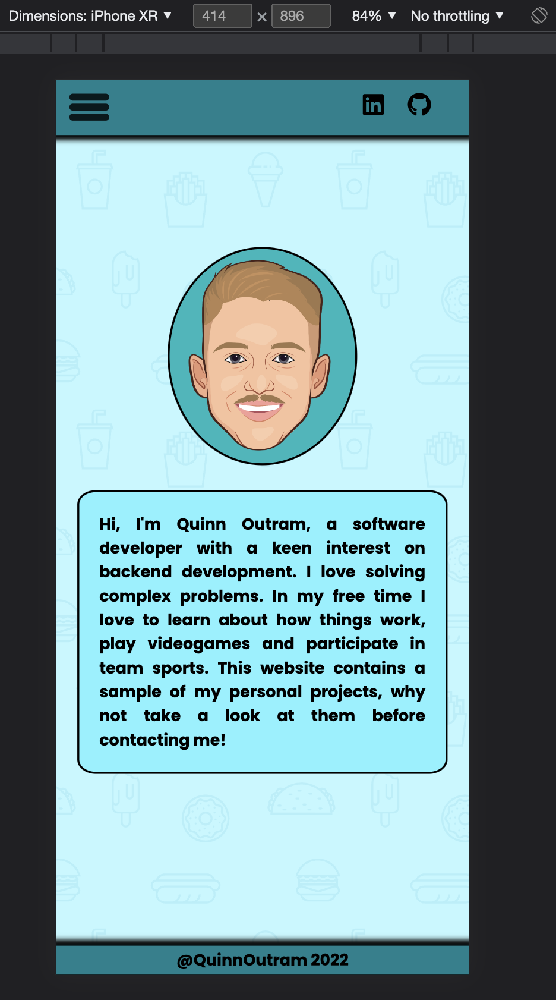 Dimensions: iPhone XR ▼ 414 × 896 84% ▼ No throttling ▼
in
Hi, I'm Quinn Outram, a software
developer with a keen interest on
backend development. I love solving
complex problems. In my free time I
love to learn about how things work,
play videogames and participate in
team sports. This website contains a
sample of my personal projects, why
not take a look at them before
contacting me!
@QuinnOutram 2022